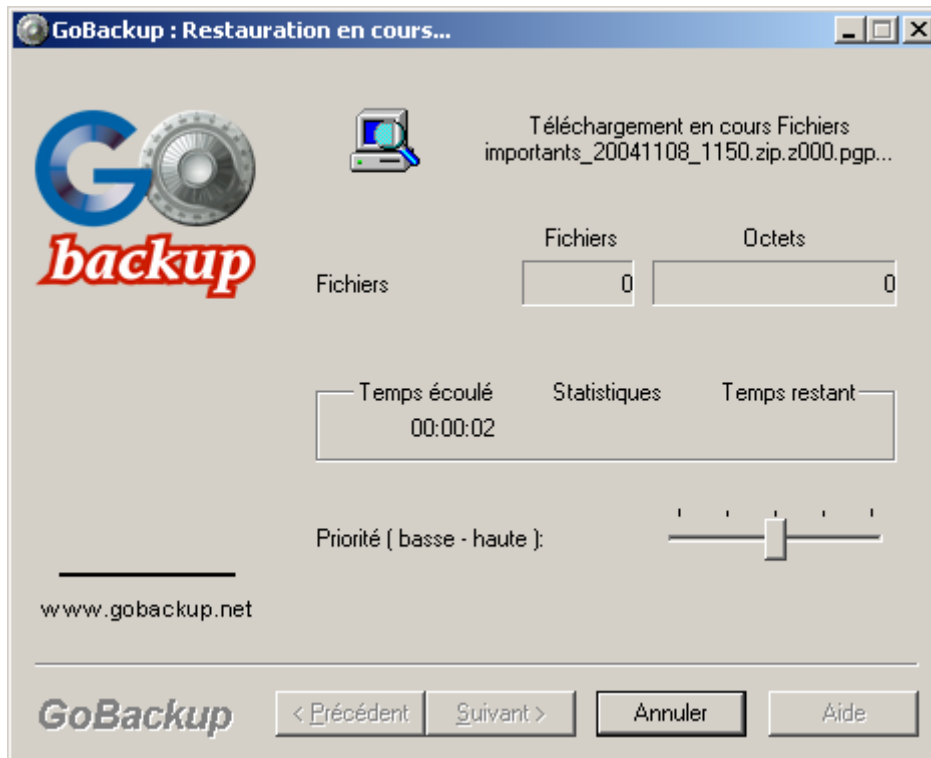 GoBackup : Restauration en cours...
GO
backup
Téléchargement en cours Fichiers
importants_20041108_1150.zip.z000.pgp...
Fichiers Octets
Fichiers 0 0
Temps écoulé Statistiques Temps restant
00:00:02
Priorité ( basse - haute ):
www.gobackup.net
GoBackup < Précédent Suivant > Annuler Aide